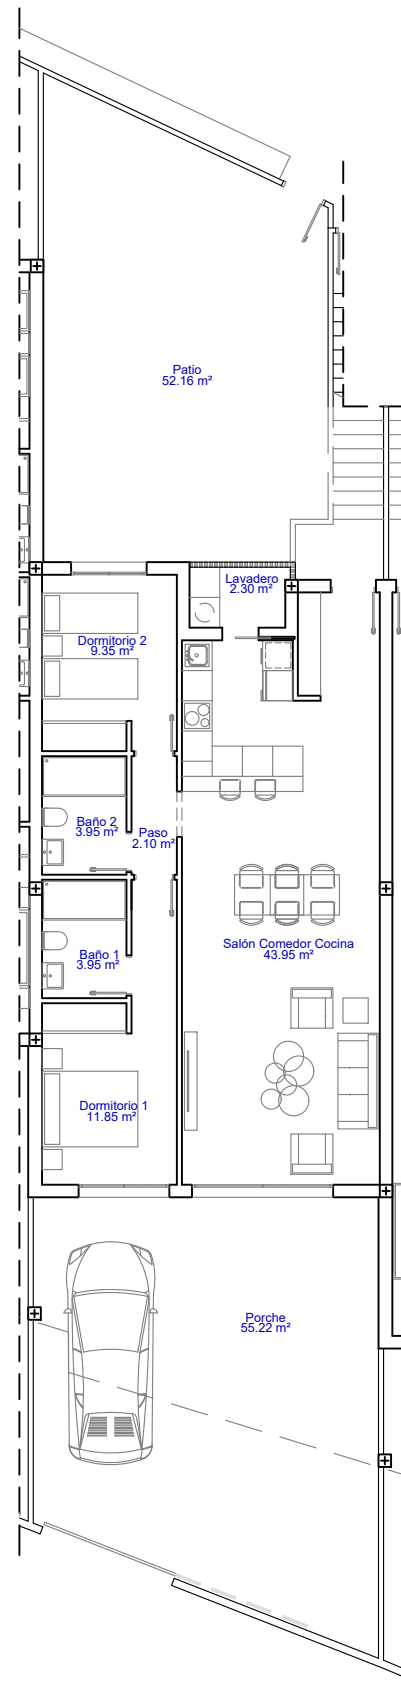 Patio
52.16 m²
Lavadero
2.30 m²
Dormitorio 2
9.35 m²
Baño 2
3.95 m²
Paso
2.10 m²
Salón Comedor Cocina
43.95 m²
Baño 1
3.95 m²
Dormitorio 1
11.85 m²
Porche
55.22 m²